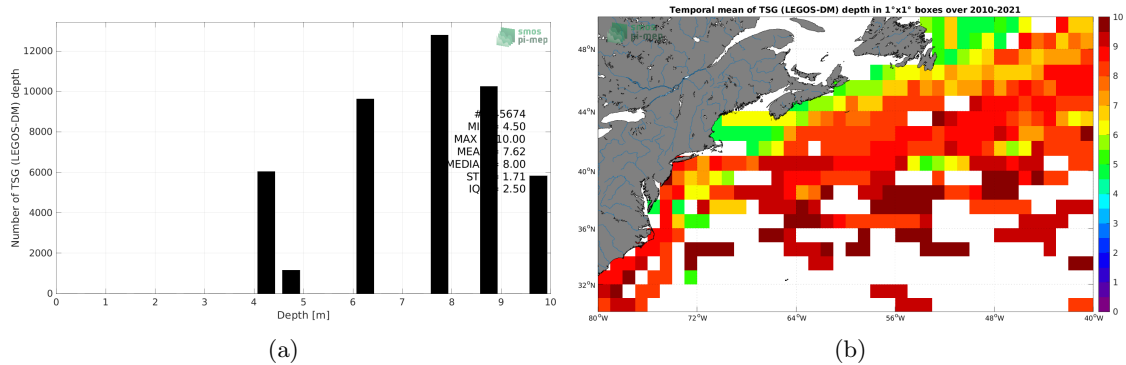 Number of TSG (LEGOS-DM) depth
12000
10000
8000
6000
4000
2000
0
0 1 2 3 4 5 6 7 8 9 10
Depth [m]
smos
pi-mep
5674
4.50
MAX 10.00
7.62
8.00
1.71
2.50
(a)
Temporal mean of TSG (LEGOS-DM) depth in 1°x1° boxes over 2010-2021
smos
pi-mep
48°N
44°N
40°N
36°N
32°N
80°W 72°W 64°W 56°W 48°W 40°W
10
9
8
7
6
5
4
3
2
1
0
(b)